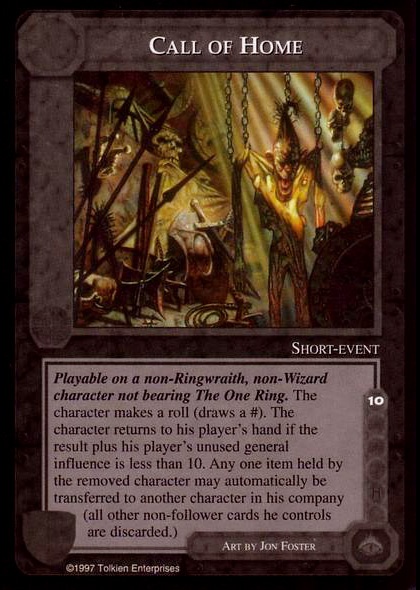 CALL OF HOME
SHORT-EVENT
Playable on a non-Ringwraith, non-Wizard
character not bearing The One Ring. The
character makes a roll (draws a #). The
character returns to his player's hand if the
result plus his player's unused general
influence is less than 10. Any one item held by
the removed character may automatically be
transferred to another character in his company
(all other non-follower cards he controls
are discarded.)
10
H
ART BY JON FOSTER
©1997 Tolkien Enterprises